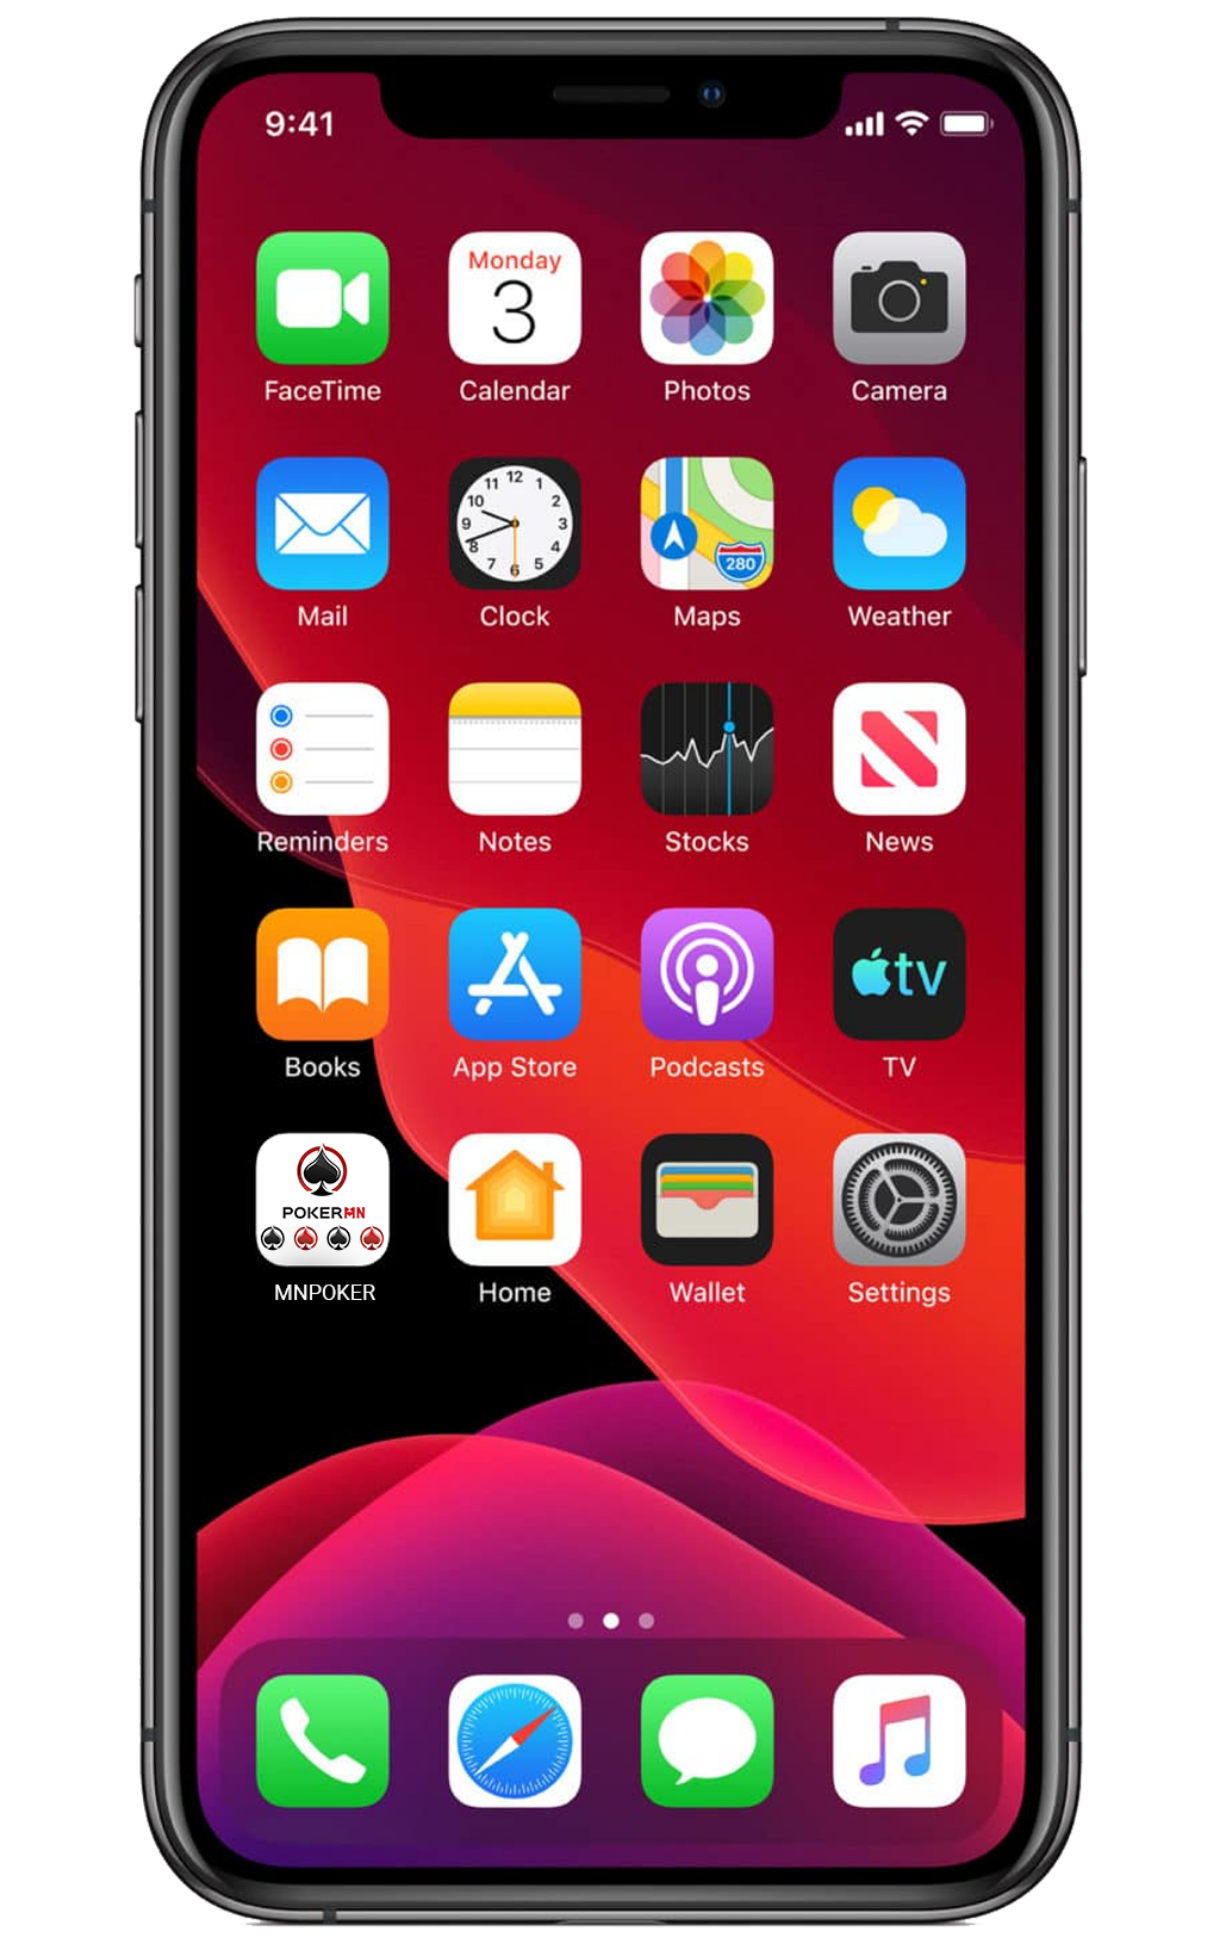 9:41
Monday
3
FaceTime
Calendar
Photos
Camera
12
11 1
10 2
9 3
8 4
7 5
6
280
Mail
Clock
Maps
Weather
Reminders
Notes
Stocks
News
tv
Books
App Store
Podcasts
TV
POKERMN
MNPOKER
Home
Wallet
Settings